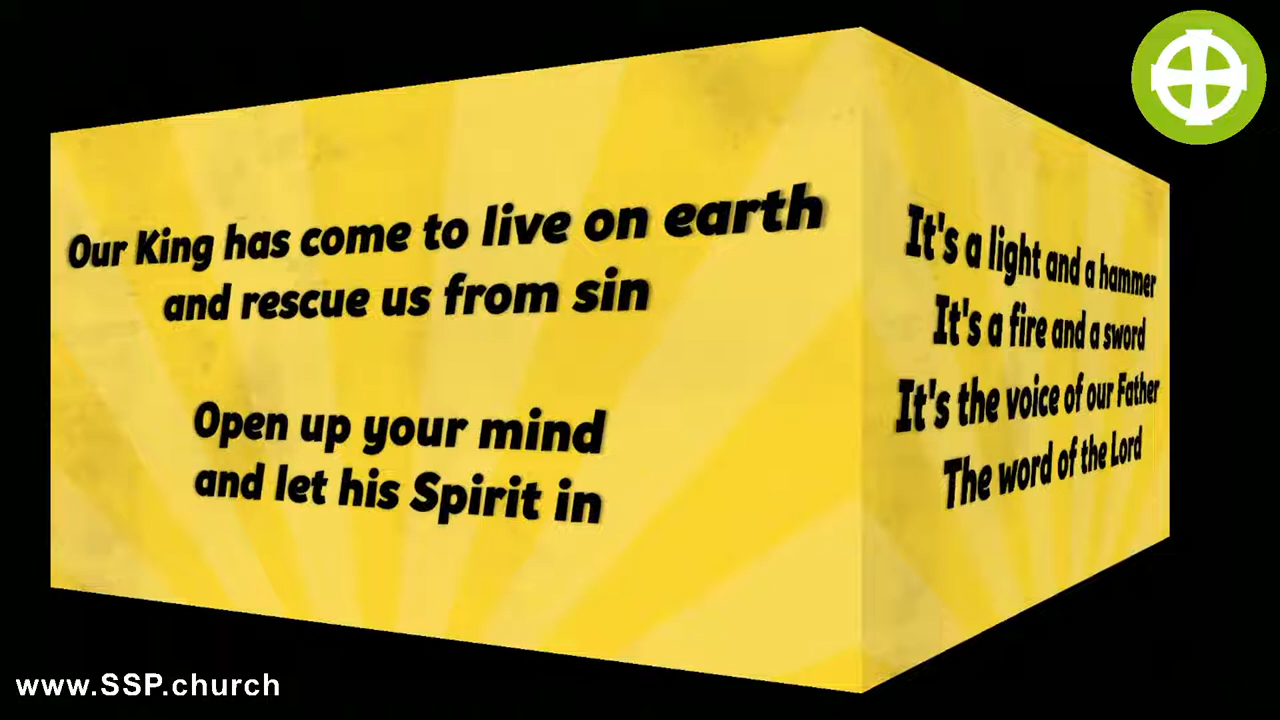 Our King has come to live on earth
and rescue us from sin
Open up your mind
and let his Spirit in
It's a light and a hammer
It's a fire and a sword
It's the voice of our Father
The word of the Lord
www.SSP.church